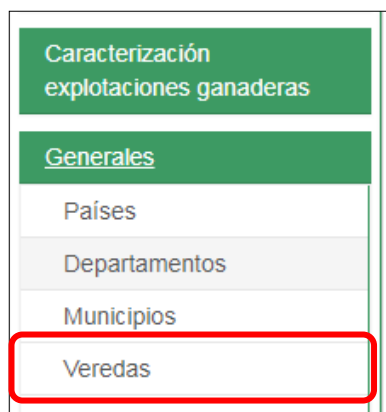 Caracterización
explotaciones ganaderas
Generales
Países
Departamentos
Municipios
Veredas